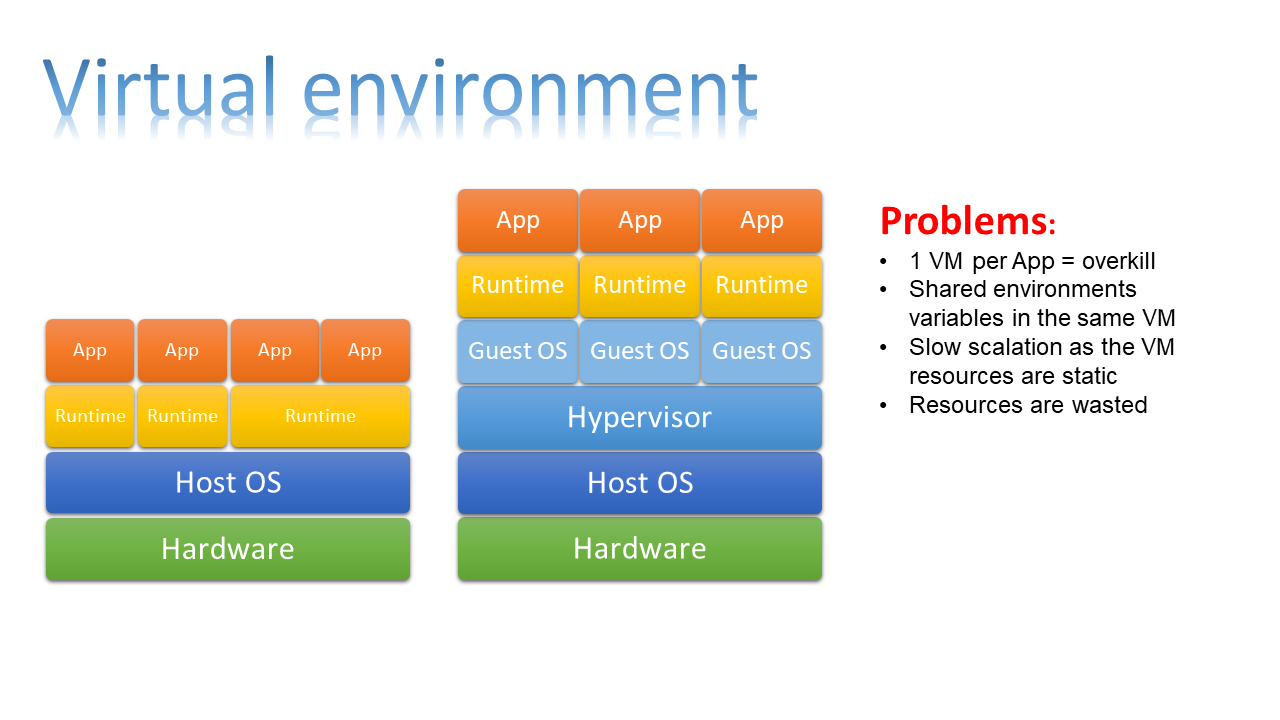 Virtual environment
App App App App
Runtime Runtime Runtime
Host OS
Hardware
App App App
Runtime Runtime Runtime
Guest OS Guest OS Guest OS
Hypervisor
Host OS
Hardware
Problems:
• 1 VM per App = overkill
• Shared environments
variables in the same VM
• Slow scalation as the VM
resources are static
• Resources are wasted